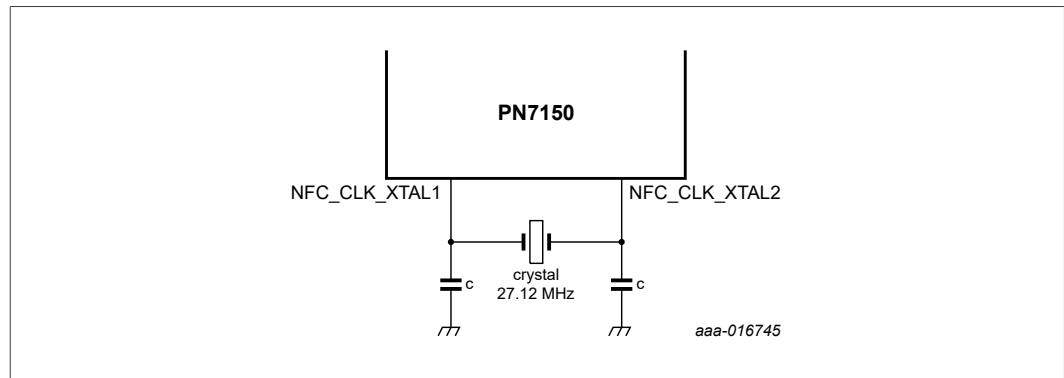 PN7150
NFC_CLK_XTAL1
NFC_CLK_XTAL2
c
crystal
27.12 MHz
c
aaa-016745